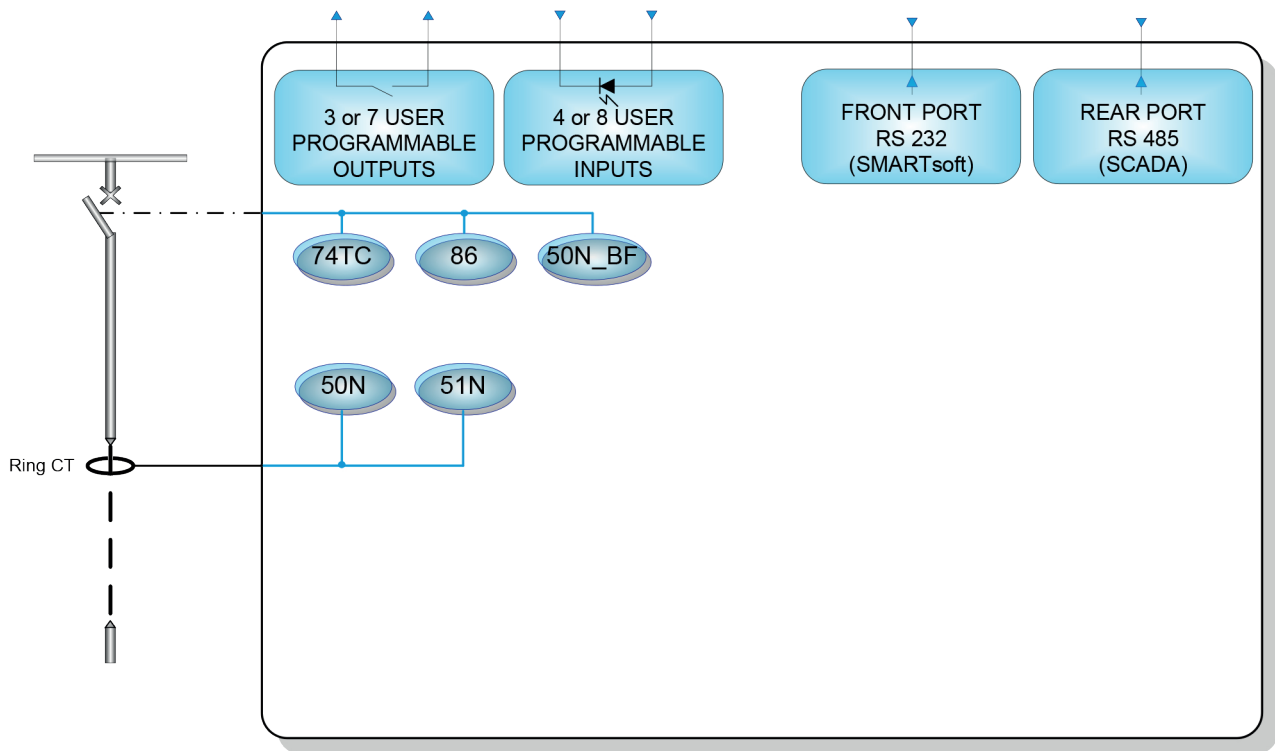 3 or 7 USER
PROGRAMMABLE
OUTPUTS
4 or 8 USER
PROGRAMMABLE
INPUTS
FRONT PORT
RS 232
(SMARTsoft)
REAR PORT
RS 485
(SCADA)
74TC
86
50N_BF
50N
51N
Ring CT